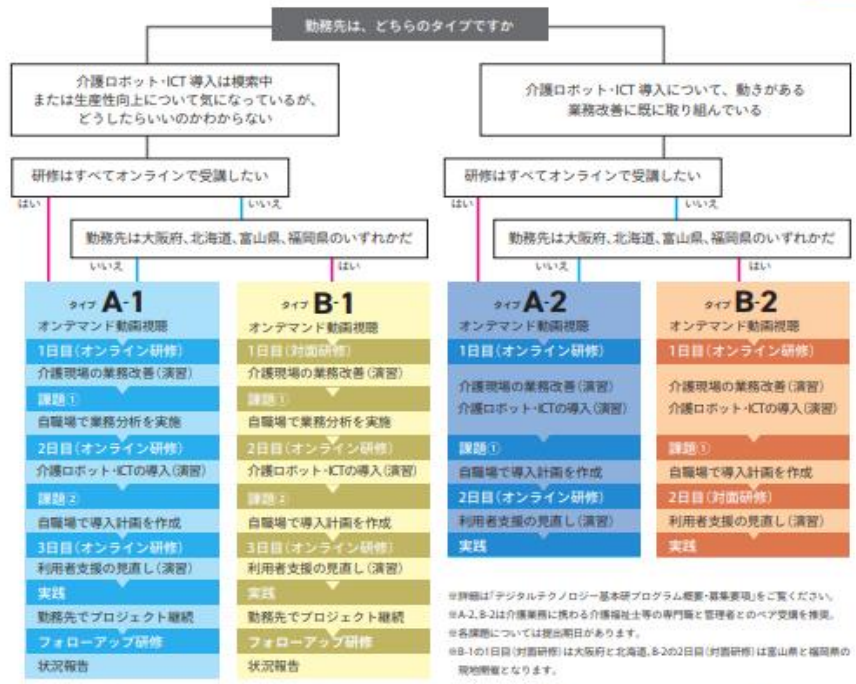 勤務先は、どちらのタイプですか
介護ロボット・ICT 導入は模索中
または生産性向上について気になっているが、
どうしたらいいのかわからない
介護ロボット・ICT 導入について、動きがある
業務改善に既に取り組んでいる
研修はすべてオンラインで受講したい
はい
いいえ
勤務先は大阪府、北海道、富山県、福岡県のいずれかだ
いいえ
はい
研修はすべてオンラインで受講したい
はい
いいえ
勤務先は大阪府、北海道、富山県、福岡県のいずれかだ
いいえ
はい
タイプ A-1
オンデマンド動画視聴
1日目(オンライン研修)
介護現場の業務改善(演習)
課題①
自職場で業務分析を実施
2日目(オンライン研修)
介護ロボット・ICTの導入(演習)
課題②
自職場で導入計画を作成
3日目(オンライン研修)
利用者支援の見直し(演習)
実践
勤務先でプロジェクト継続
フォローアップ研修
状況報告
タイプ B-1
オンデマンド動画視聴
1日目(対面研修)
介護現場の業務改善(演習)
課題①
自職場で業務分析を実施
2日目(オンライン研修)
介護ロボット・ICTの導入(演習)
課題②
自職場で導入計画を作成
3日目(オンライン研修)
利用者支援の見直し(演習)
実践
勤務先でプロジェクト継続
フォローアップ研修
状況報告
タイプ A-2
オンデマンド動画視聴
1日目(オンライン研修)
介護現場の業務改善(演習)
介護ロボット・ICTの導入(演習)
課題①
自職場で導入計画を作成
2日目(オンライン研修)
利用者支援の見直し(演習)
実践
タイプ B-2
オンデマンド動画視聴
1日目(オンライン研修)
介護現場の業務改善(演習)
介護ロボット・ICTの導入(演習)
課題①
自職場で導入計画を作成
2日目(対面研修)
利用者支援の見直し(演習)
実践
※詳細は「デジタルテクノロジー基本研プログラム概要・募集要項」をご覧ください。
※A-2、B-2は介護業務に携わる介護福祉士等の専門職と管理者とのペア受講を推奨。
※各課題については提出期日があります。
※B-1の1日目(対面研修)は大阪府と北海道、B-2の2日目(対面研修)は富山県と福岡県の
現地開催となります。